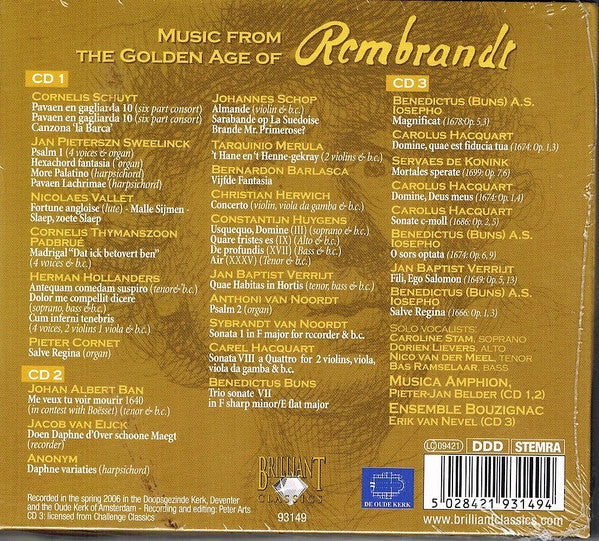 Music from
the Golden Age of Rembrandt
CD 1
Cornelis Schuyt
Pavaen en gagliarda 10 (six part consort)
Pavaen en gagliarda 10 (six part consort)
Canzona 'la Barca'
Jan Pieterszn Sweelinck
Psalm 1 (4 voices & organ)
Hexachord fantasia (organ)
More Palatino (harpsichord)
Pavaen Lachrimae (harpsichord)
Nicolaes Vallet
Fortune angloise (lute) - Malle Sijmen -
Slaep, zoete Slaep
Cornelis Thymanszoon
Padbrué
Madrigal "Dat ick betovert ben"
(4 voices & b.c.)
Herman Hollanders
Antequam comedam suspiro (tenor & b.c.)
Dolor me compellit dicere
(soprano, bass & b.c.)
Cum inferni tenebris
(4 voices, 2 violins 1 viola & b.c.)
Pieter Cornet
Salve Regina (organ)
CD 2
Johan Albert Ban
Me veux tu voir mourir 1640
(in contest with Boësset) (tenor & b.c.)
Jacob van Eijck
Doen Daphne d'Over schoone Maegt
(recorder)
Anonym
Daphne variaties (harpsichord)
Johannes Schop
Almande (violin & b.c.)
Sarabande op La Suedoise
Brande Mr. Primerose?
Tarquinio Merula
't Hane en't Henne-gekray (2 violins & b.c.)
Bernardon Barlasca
Vijfde Fantasia
Christian Herwich
Concerto (violin, viola da gamba & b.c.)
Constantijn Huygens
Usquequo, Domine (III) (soprano & b.c.)
Quare tristes es (IX) (Alto & b.c.)
De profundis (XVII) (Bass & b.c.)
Air (XXXV) (Tenor & b.c.)
Jan Baptist Verrijt
Quae Habitas in Hortis (tenor, b.c.)
Anthoni van Noordt
Psalm 2 (organ)
Sybrandt van Noordt
Sonata 1 in F major for recorder & b.c.
Carel Hacquart
Sonata VIII a Quattro for 2 violins, viola,
viola da gamba & b.c.
Benedictus Buns
Trio sonate VII
in F sharp minor/E flat major
CD 3
Benedictus (Buns) A.S.
Iosepho
Magnificat (1678:Op.5,3)
Carolus Hacquart
Domine, quae est fiducia tua (1674: Op.1,3)
Servaes de Konink
Mortales sperate (1699: Op.7,6)
Carolus Hacquart
Domine, Deus meus (1674: Op.1,4)
Carolus Hacquart
Sonate c-moll (1686: Op.2,5)
Benedictus (Buns) A.S.
Iosepho
O sors optata (1674: Op.6,9)
Jan Baptist Verrijt
Fili, Ego Salomon (1649: Op.5,13)
Benedictus (Buns) A.S.
Iosepho
Salve Regina (1666: Op.1,3)
Solo vocalists:
Caroline Stam, soprano
Dorien Lievers, alto
Nico van der Meel, tenor
Bas Ramselaar, bass
Musica Amphion,
Pieter-Jan Belder (CD 1,2)
Ensemble Bouzignac
Erik van Nevel (CD 3)
Recorded in the spring 2006 in the Doopsgezinde Kerk, Deventer
and the Oude Kerk of Amsterdam - Recording and editing: Peter Arts
CD 3: licensed from Challenge Classics
Brilliant
Classics
93149
DE OUDE KERK
LC 09421
DDD
STEMRA
5 028421 931494
www.brilliantclassics.com